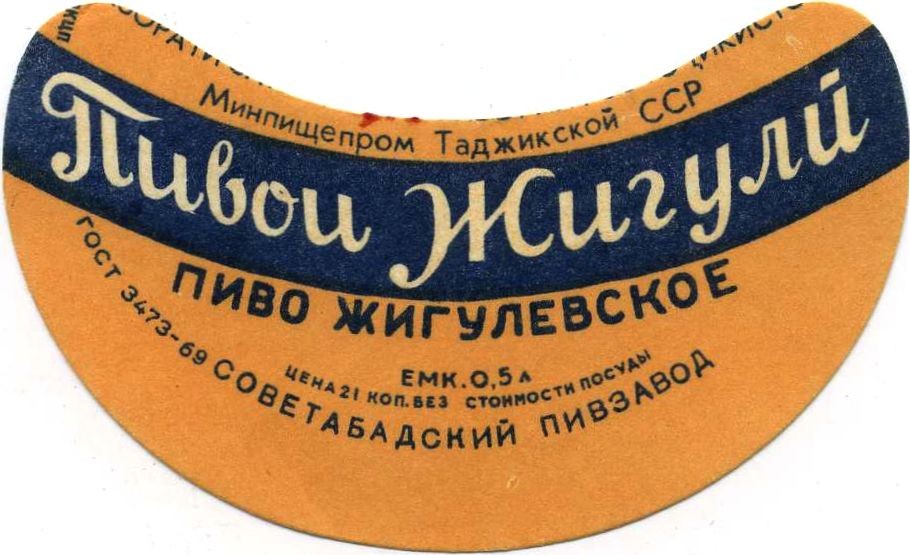 Минпищепром Таджикской ССР
Пивои Жигулӣ
ПИВО ЖИГУЛЕВСКОЕ
ЕМК. 0,5 л
ЦЕНА 21 КОП. БЕЗ СТОИМОСТИ ПОСУДЫ
ГОСТ 3473-69 СОВЕТАБАДСКИЙ ПИВЗАВОД